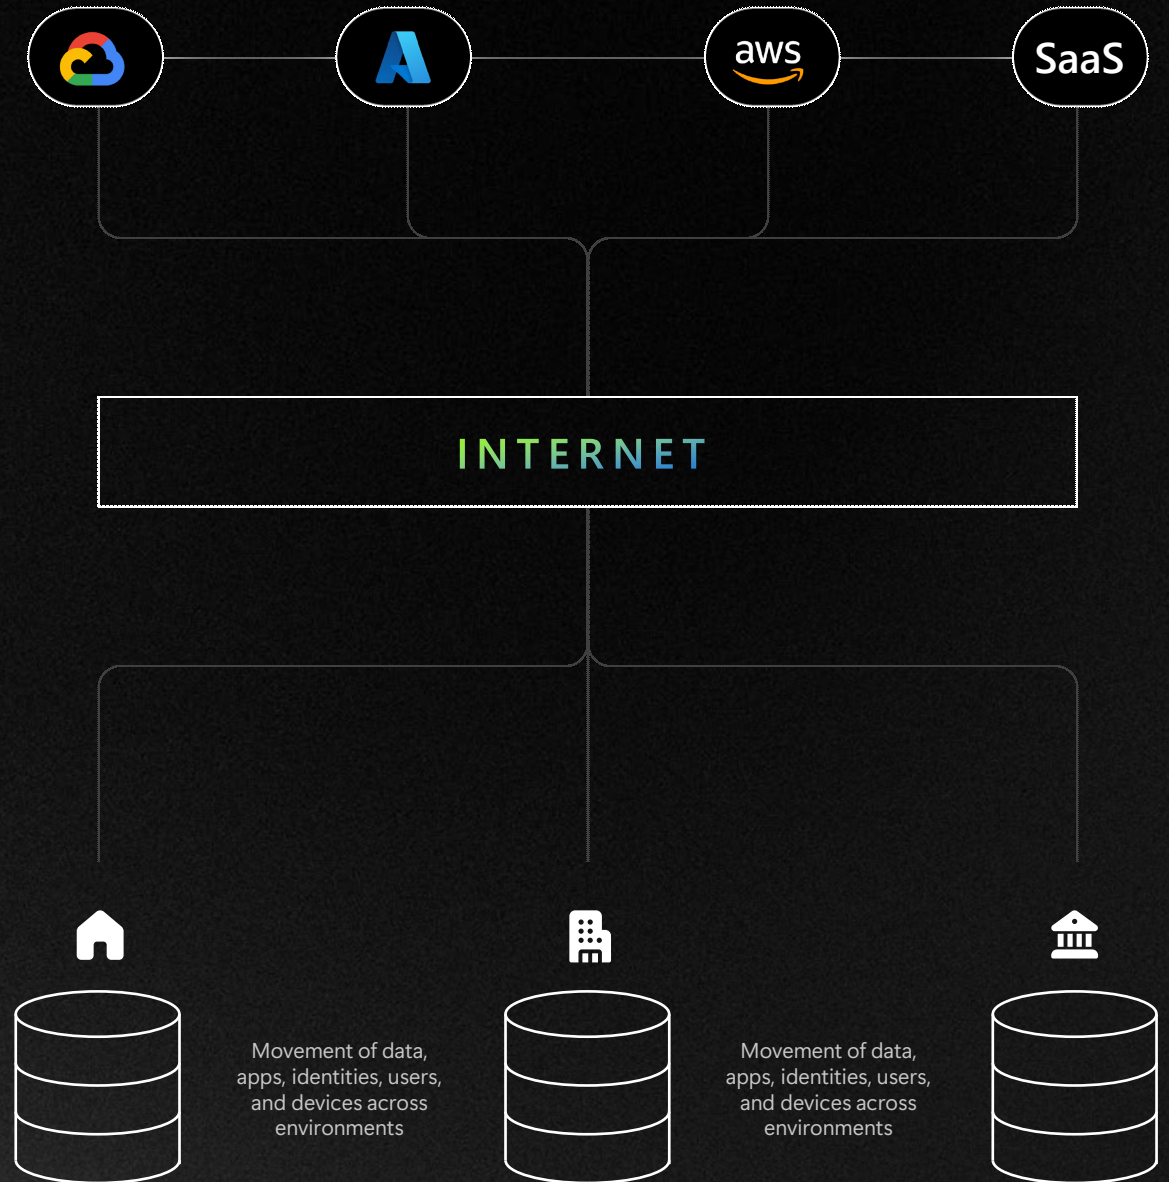 aws
SaaS
INTERNET
Movement of data,
apps, identities, users,
and devices across
environments
Movement of data,
apps, identities, users,
and devices across
environments